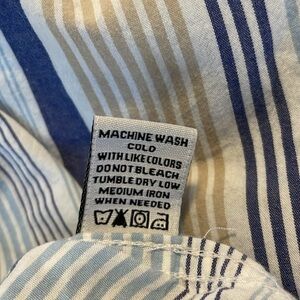 MACHINE WASH
COLD
WITH LIKE COLORS
DO NOT BLEACH
TUMBLE DRY LOW
MEDIUM IRON
WHEN NEEDED